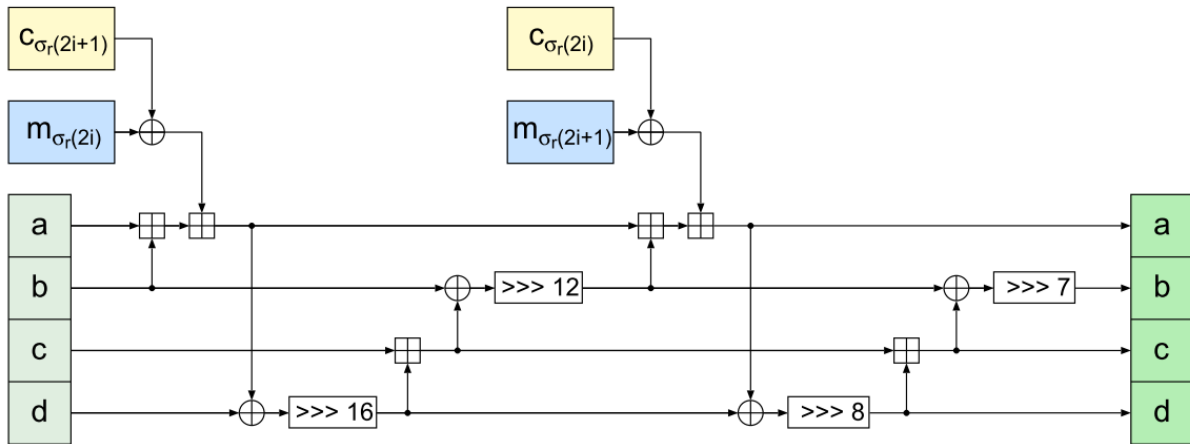 cσr(2i+1) cσr(2i)
mσr(2i) mσr(2i+1)
a a
b >>> 12 >>> 7 b
c c
d >>> 16 >>> 8 d